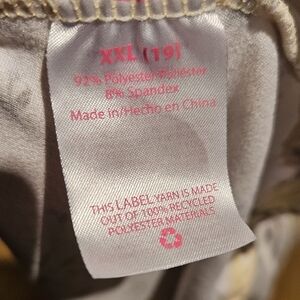 XXL (19)
92% Polyester/Poliéster
8% Spandex
Made in/Hecho en China
THIS LABEL YARN IS MADE
OUT OF 100% RECYCLED
POLYESTER MATERIALS